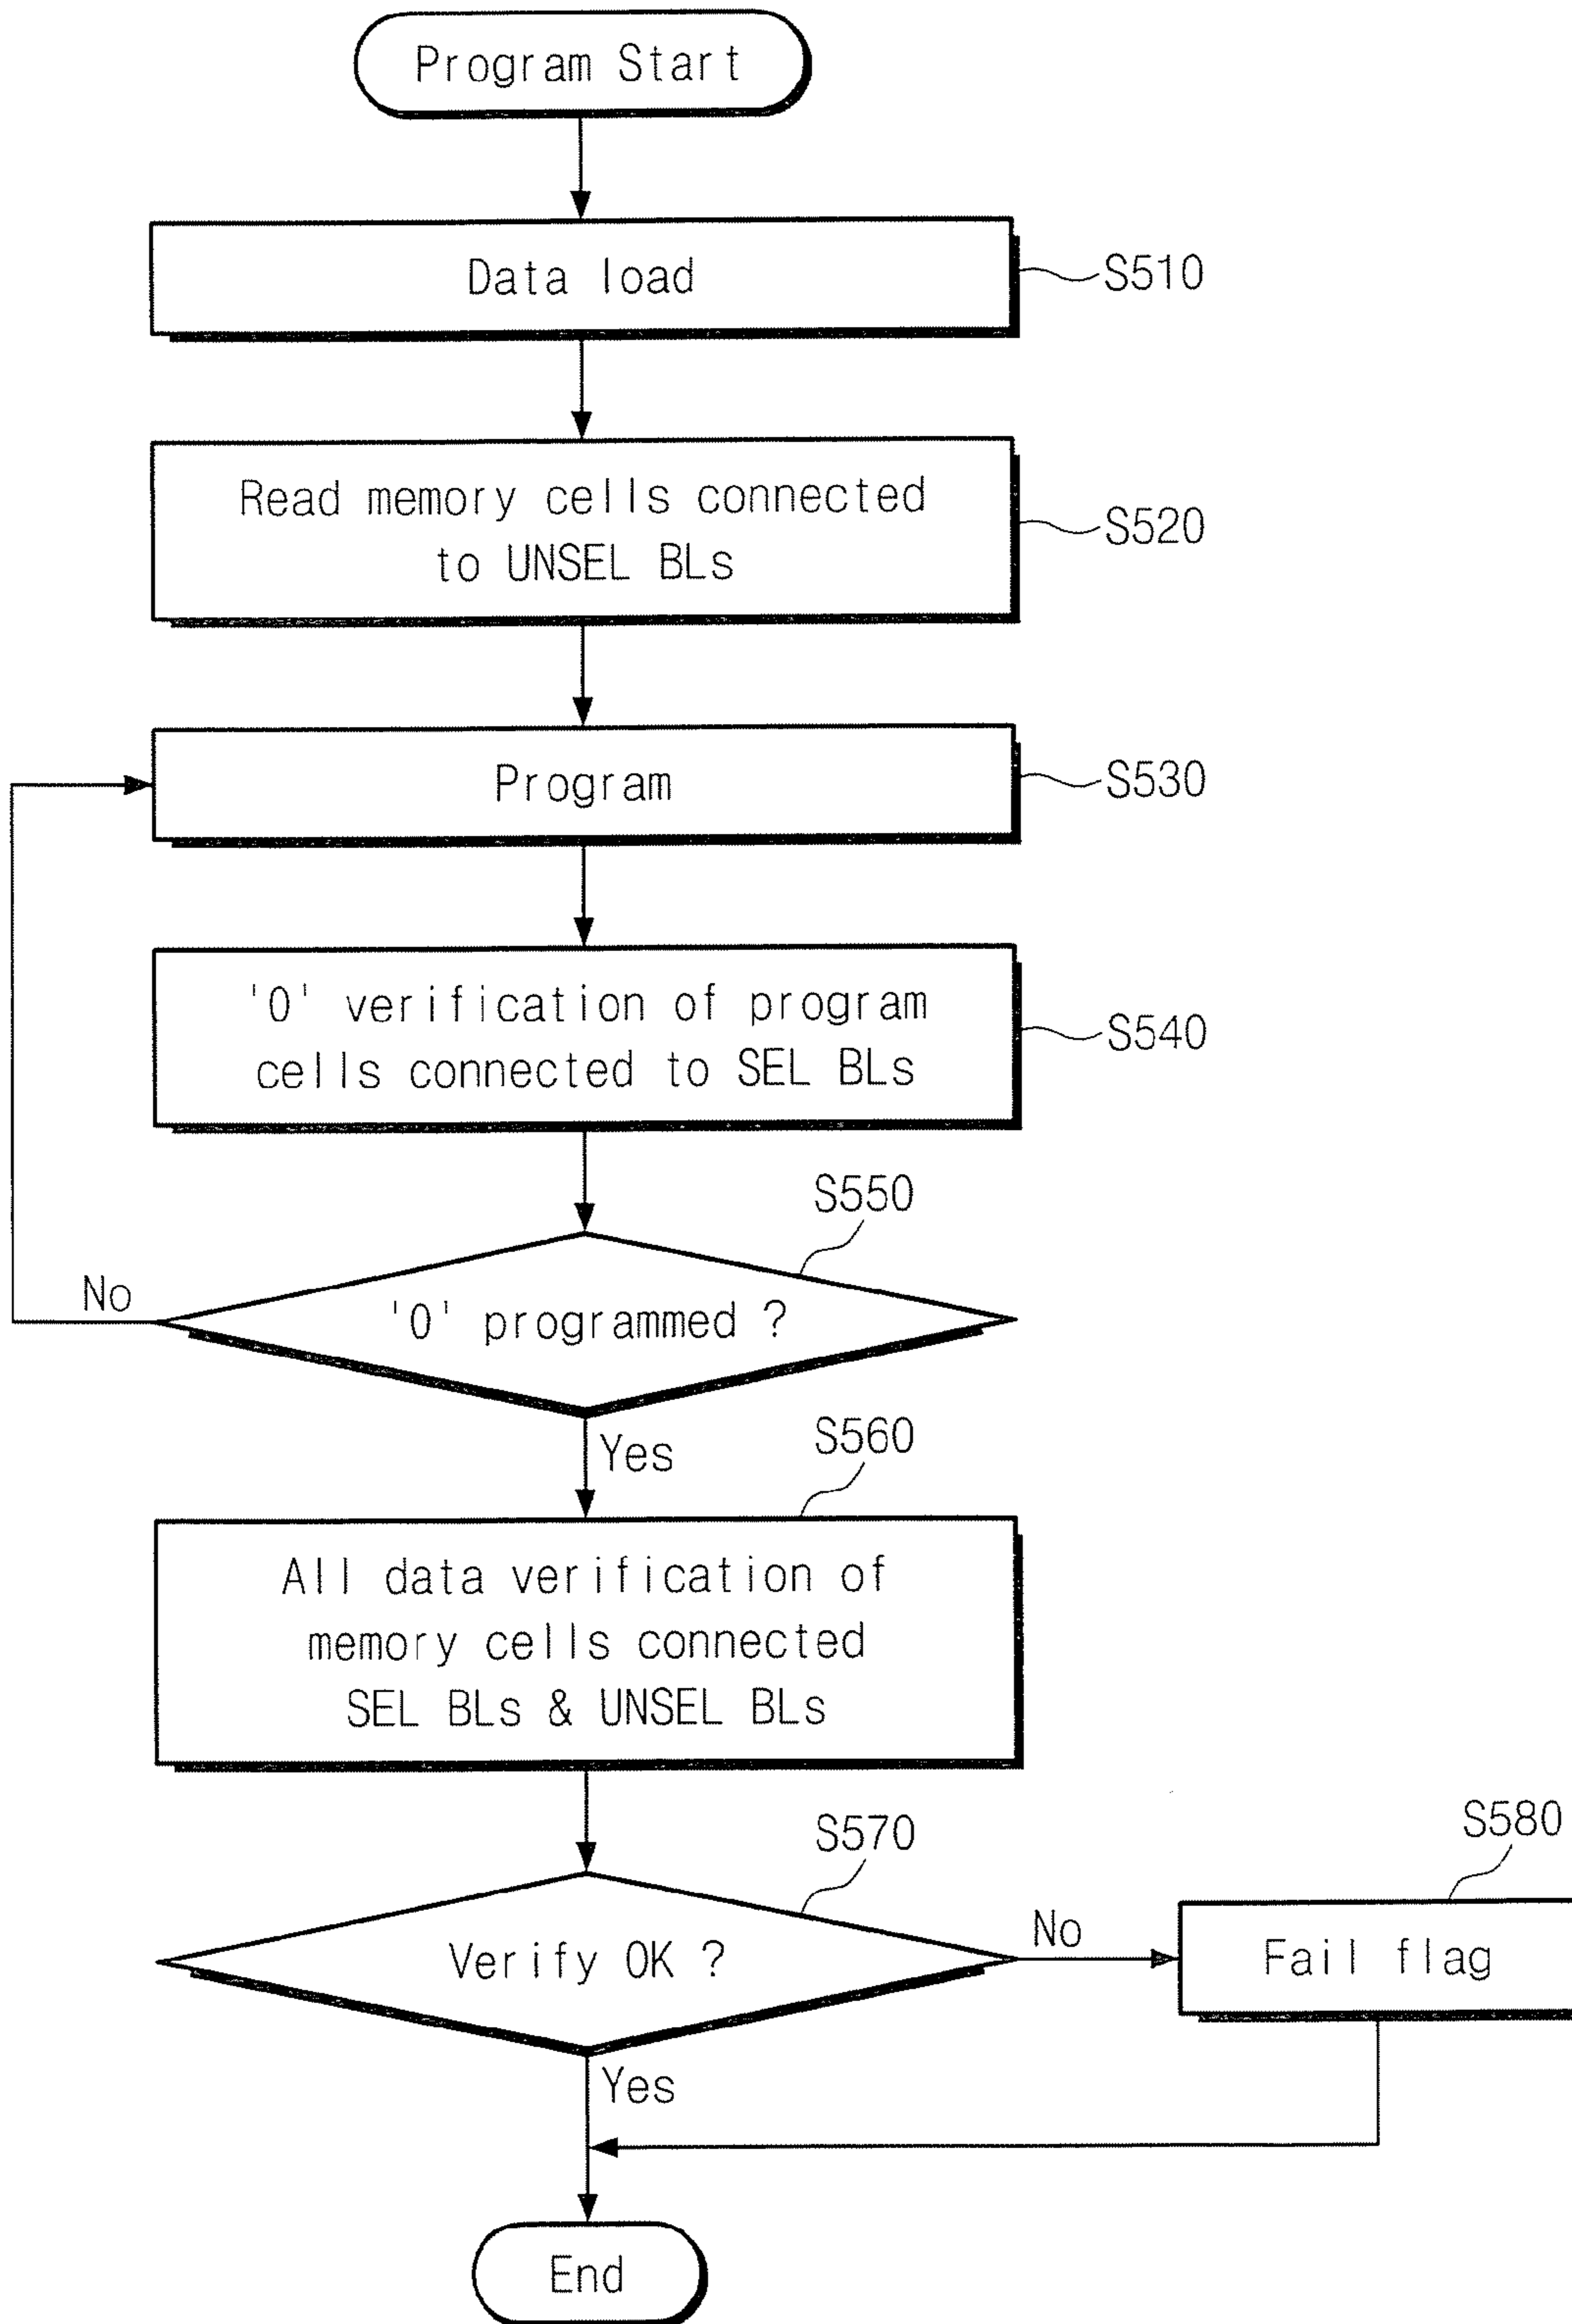 Program Start
Data load
S510
Read memory cells connected
to UNSEL BLs
S520
Program
S530
'0' verification of program
cells connected to SEL BLs
S540
S550
'0' programmed ?
No
Yes
S560
All data verification of
memory cells connected
SEL BLs & UNSEL BLs
S570
Verify OK ?
No
S580
Fail flag
Yes
End